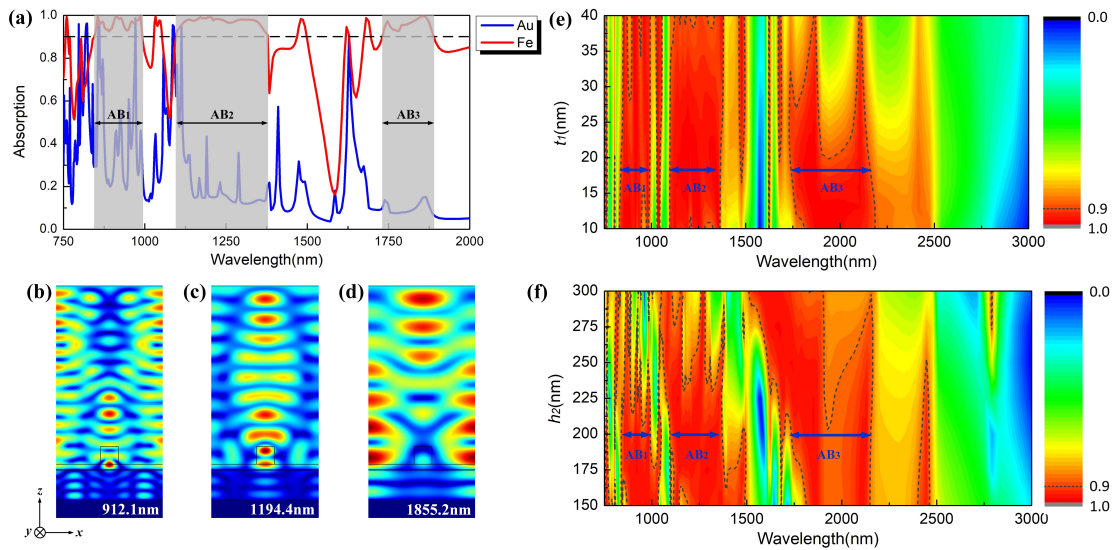 (a)
1.0
0.9
0.8
0.6
0.4
0.2
0.0
Absorption
Au
Fe
AB1
AB2
AB3
750
1000
1250
1500
1750
2000
Wavelength(nm)
(b)
912.1nm
(c)
1194.4nm
(d)
1855.2nm
z
y
x
(e)
40
35
30
25
20
15
10
t1(nm)
AB1
AB2
AB3
1000
1500
2000
2500
3000
Wavelength(nm)
0.0
0.9
1.0
(f)
300
275
250
225
200
175
150
h2(nm)
AB1
AB2
AB3
1000
1500
2000
2500
3000
Wavelength(nm)
0.0
0.9
1.0